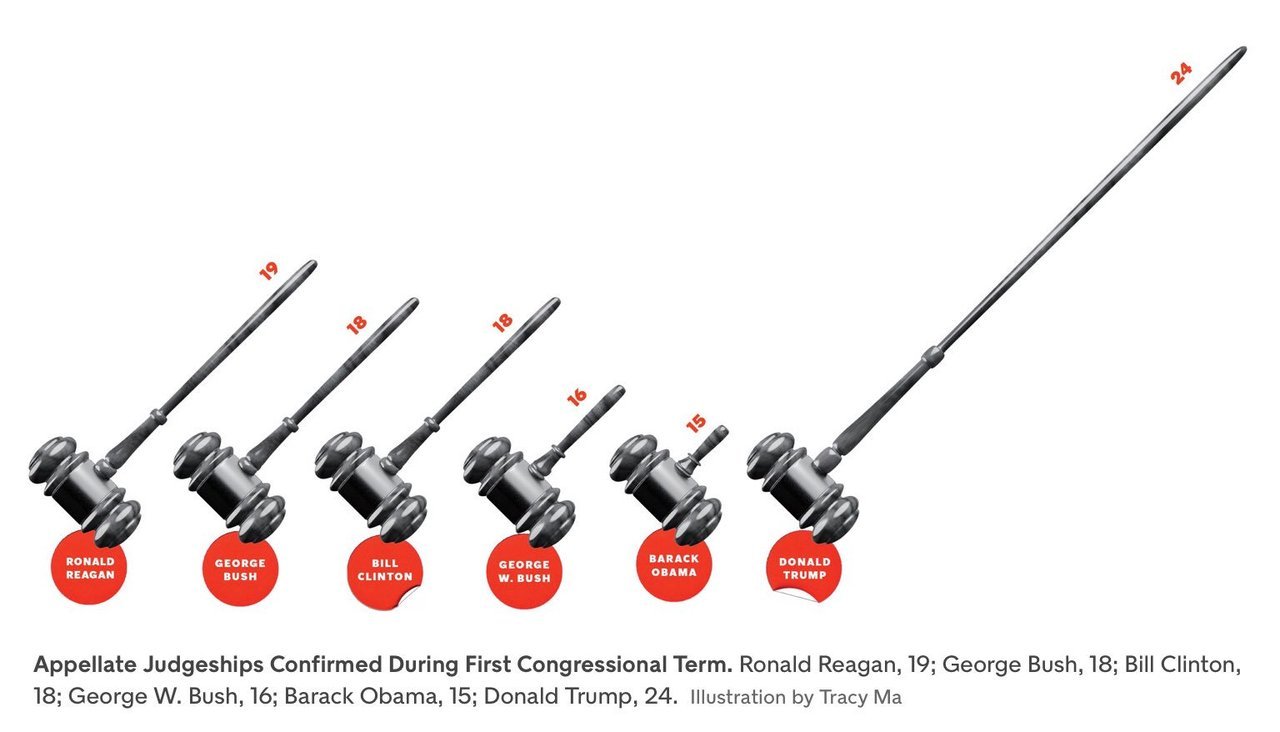 24
19
18
18
16
15
RONALD
REAGAN
GEORGE
BUSH
BILL
CLINTON
GEORGE
W. BUSH
BARACK
OBAMA
DONALD
TRUMP
Appellate Judgeships Confirmed During First Congressional Term. Ronald Reagan, 19; George Bush, 18; Bill Clinton,
18; George W. Bush, 16; Barack Obama, 15; Donald Trump, 24. Illustration by Tracy Ma